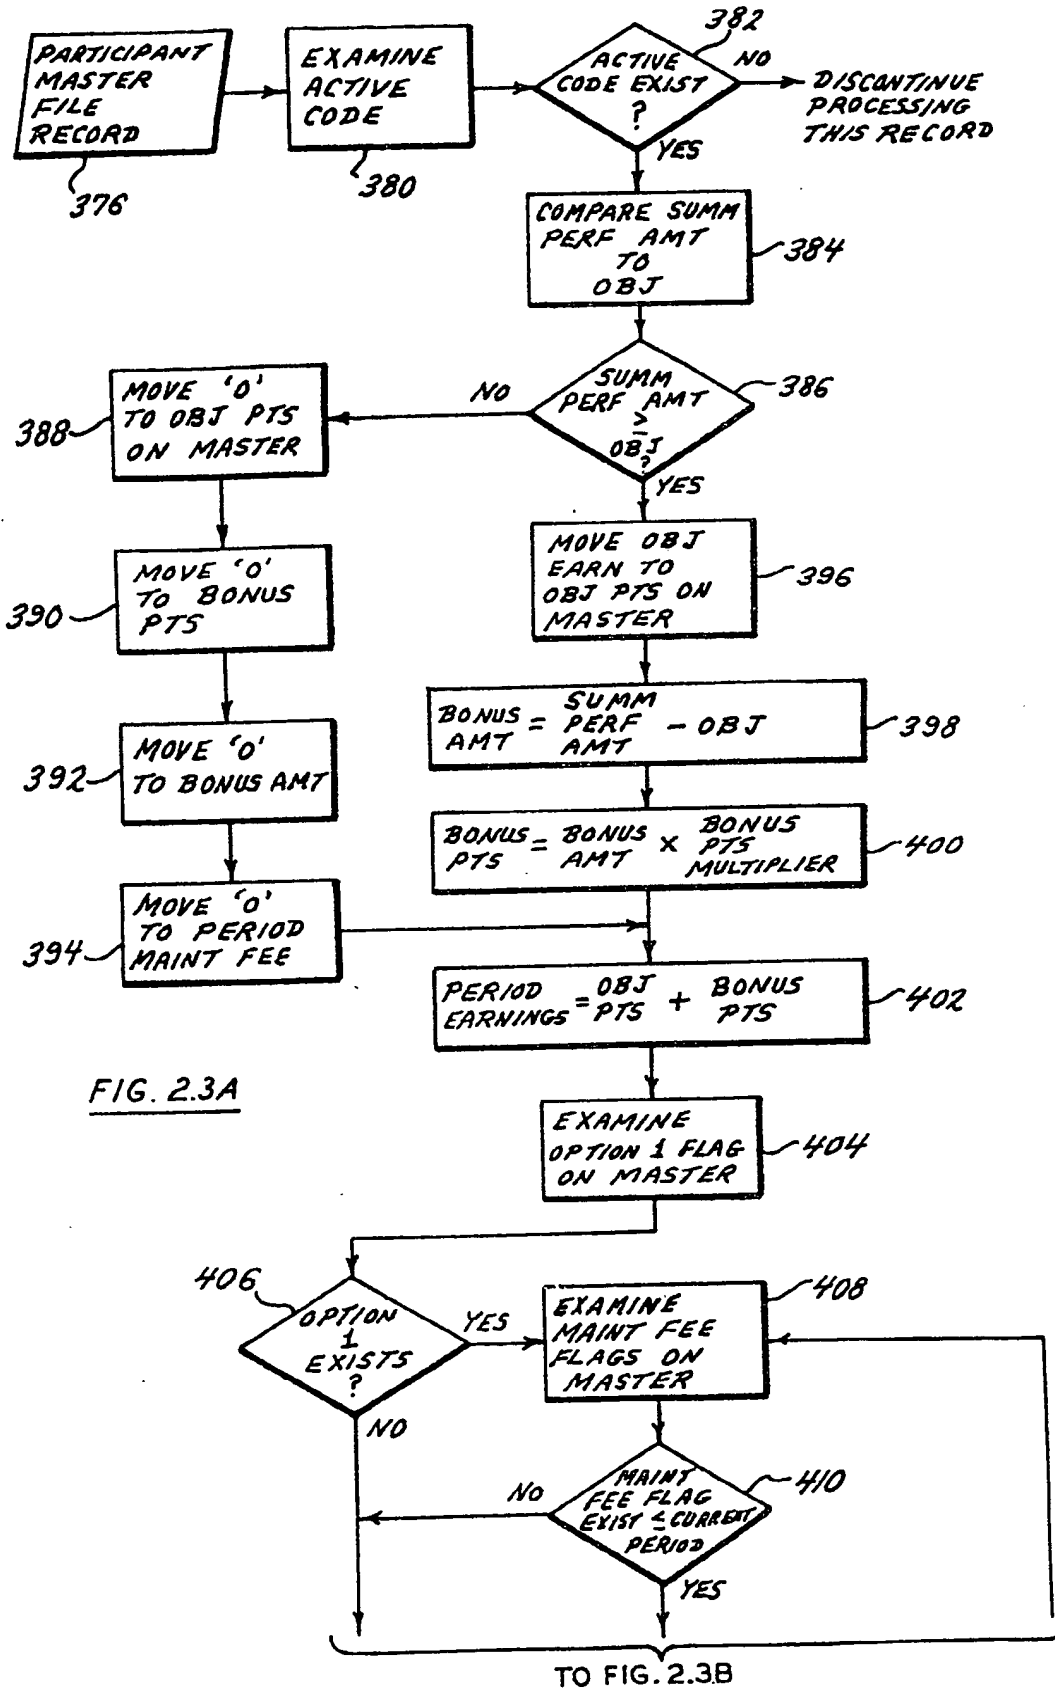 PARTICIPANT
MASTER
FILE
RECORD
376
EXAMINE
ACTIVE
CODE
380
382
ACTIVE
CODE EXIST
?
NO
DISCONTINUE
PROCESSING
THIS RECORD
YES
COMPARE SUMM
PERF AMT
TO
OBJ
384
SUMM
PERF AMT
≥
OBJ
?
386
NO
YES
MOVE 'O'
TO OBJ PTS
ON MASTER
388
MOVE 'O'
TO BONUS
PTS
390
MOVE 'O'
TO BONUS AMT
392
MOVE 'O'
TO PERIOD
MAINT FEE
394
MOVE OBJ
EARN TO
OBJ PTS ON
MASTER
396
BONUS AMT = SUMM PERF AMT - OBJ
398
BONUS PTS = BONUS AMT X BONUS PTS MULTIPLIER
400
PERIOD EARNINGS = OBJ PTS + BONUS PTS
402
FIG. 2.3A
EXAMINE
OPTION 1 FLAG
ON MASTER
404
406
OPTION
1
EXISTS
?
YES
NO
EXAMINE
MAINT FEE
FLAGS ON
MASTER
408
MAINT
FEE FLAG
EXIST ≤ CURRENT
PERIOD
410
NO
YES
TO FIG. 2.3B